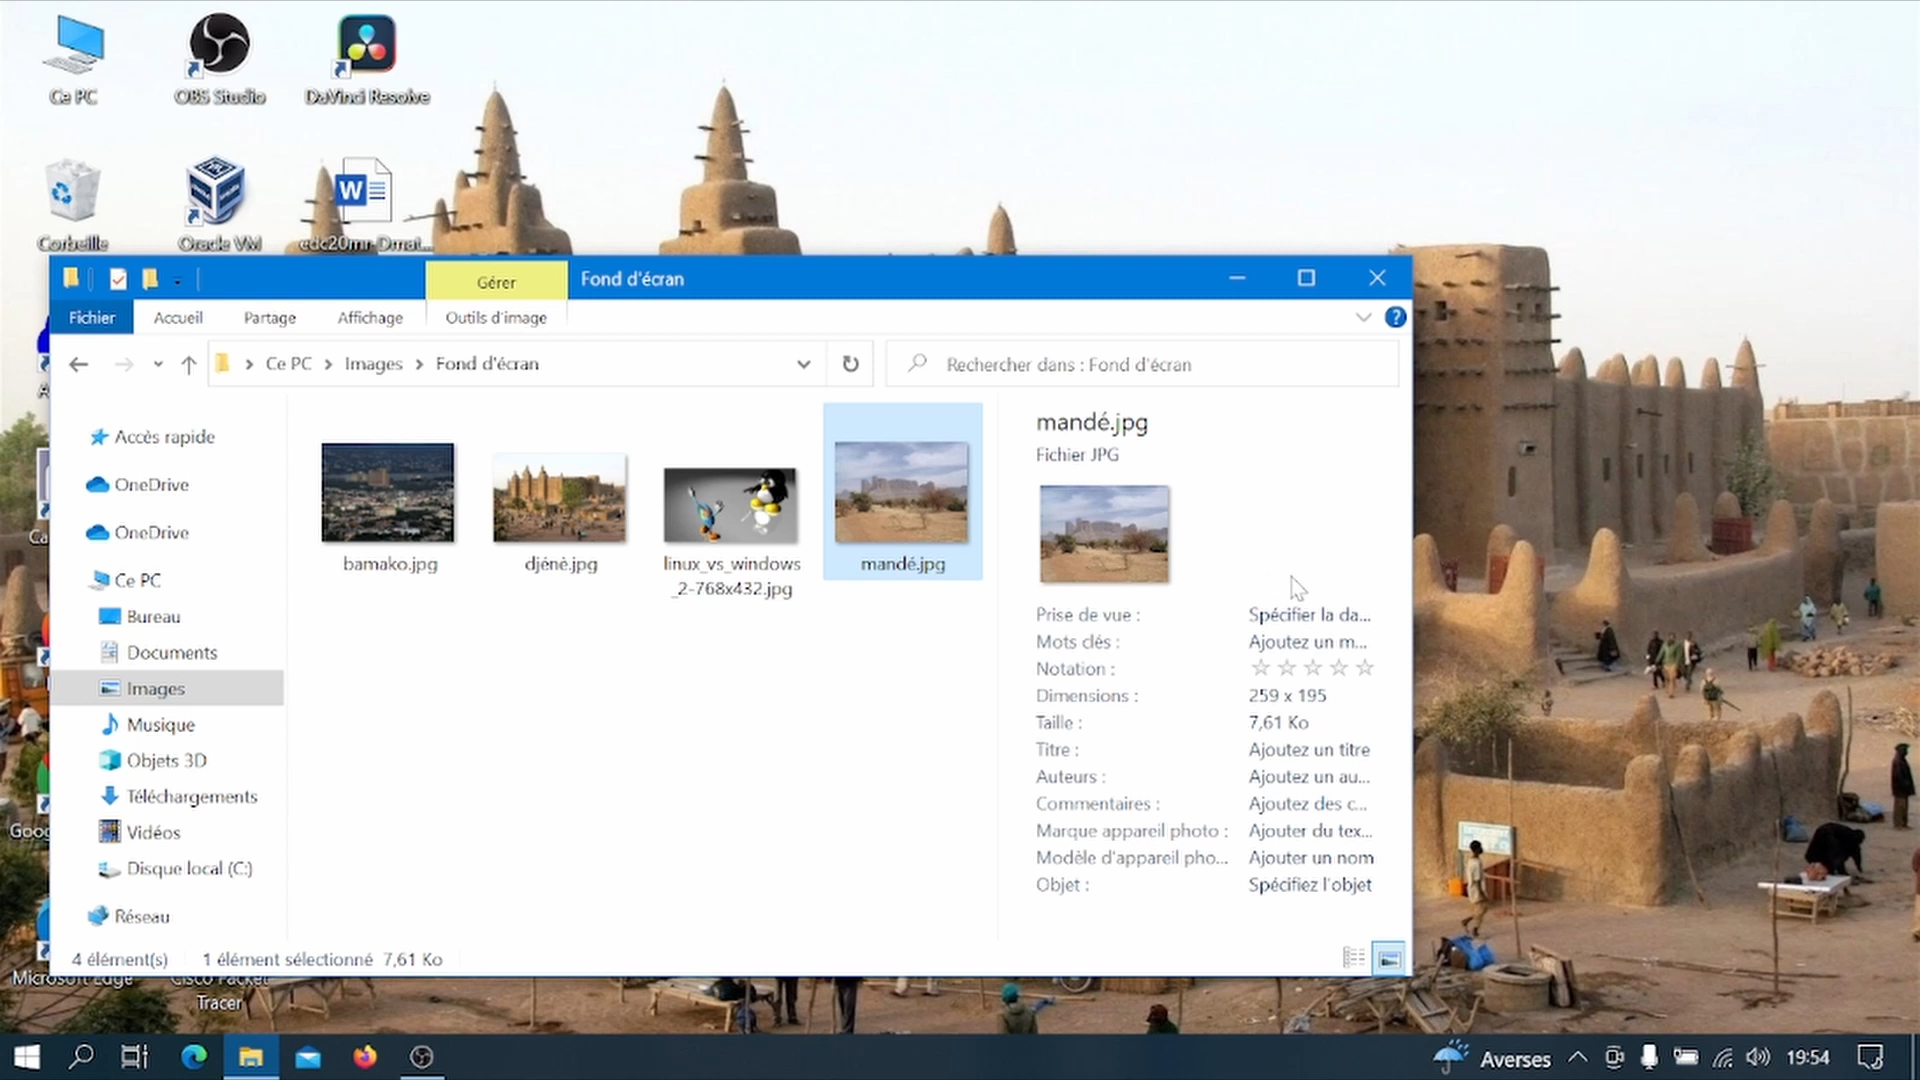 Ce PC
OBS Studio
DaVinci Resolve
Corbeille
Oracle VM
cdc20mr-Dmat...
Gérer
Fond d'écran
Fichier
Accueil
Partage
Affichage
Outils d'image
Ce PC > Images > Fond d'écran
Rechercher dans : Fond d'écran
Accès rapide
OneDrive
OneDrive
Ce PC
Bureau
Documents
Images
Musique
Objets 3D
Téléchargements
Vidéos
Disque local (C:)
Réseau
bamako.jpg
djéné.jpg
linux_vs_windows
_2-768x432.jpg
mandé.jpg
mandé.jpg
Fichier JPG
Prise de vue : Spécifier la da...
Mots clés : Ajoutez un m...
Notation :
Dimensions : 259 x 195
Taille : 7,61 Ko
Titre : Ajoutez un titre
Auteurs : Ajoutez un au...
Commentaires : Ajoutez des c...
Marque appareil photo : Ajouter du tex...
Modèle d'appareil pho... Ajouter un nom
Objet : Spécifiez l'objet
4 élément(s)
1 élément sélectionné 7,61 Ko
Microsoft Edge
Cisco Packet
Tracer
Averses
19:54